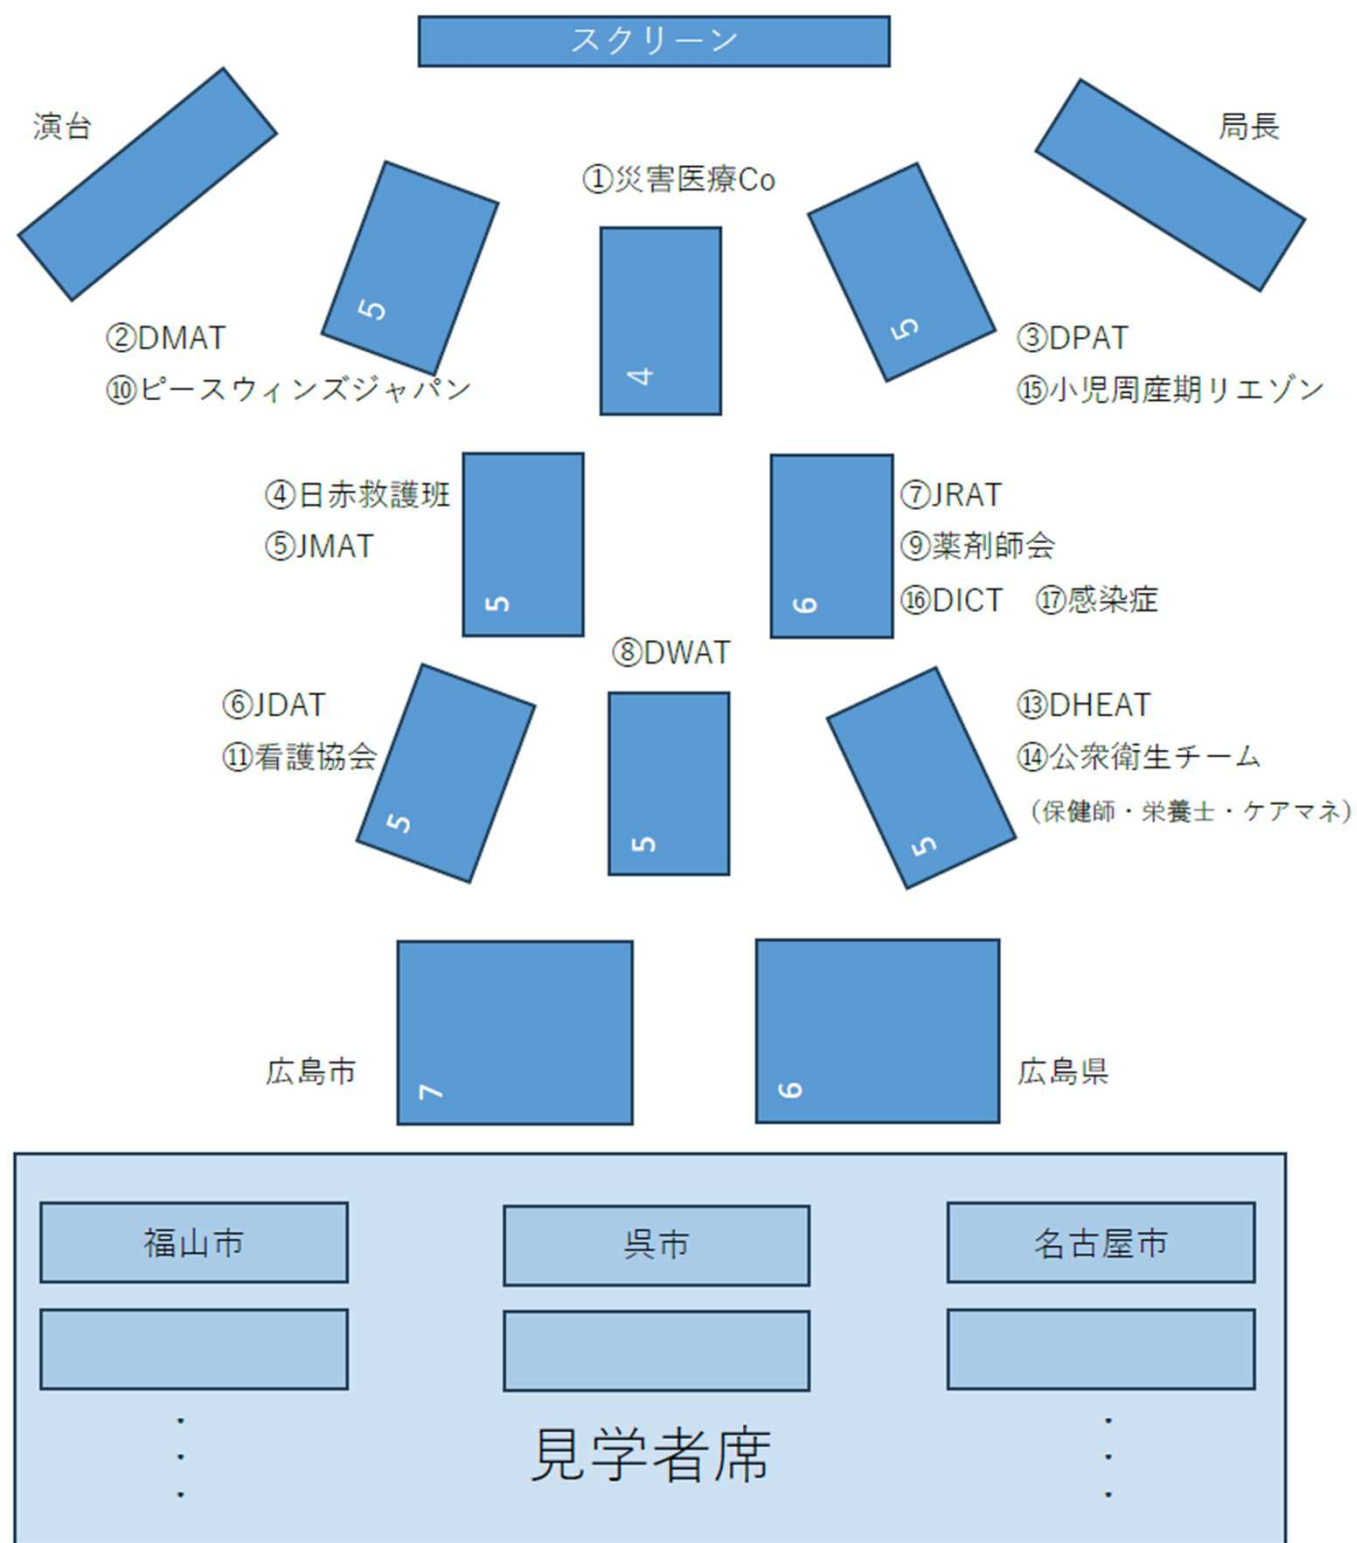 スクリーン
演台
局長
①災害医療Co
5
4
5
②DMAT
⑩ピースウィンズジャパン
③DPAT
⑮小児周産期リエゾン
④日赤救護班
⑤JMAT
5
6
⑦JRAT
⑨薬剤師会
⑯DICT ⑰感染症
⑧DWAT
⑥JDAT
⑪看護協会
5
5
5
⑬DHEAT
⑭公衆衛生チーム
（保健師・栄養士・ケアマネ）
広島市
7
6
広島県
福山市
呉市
名古屋市
見学者席